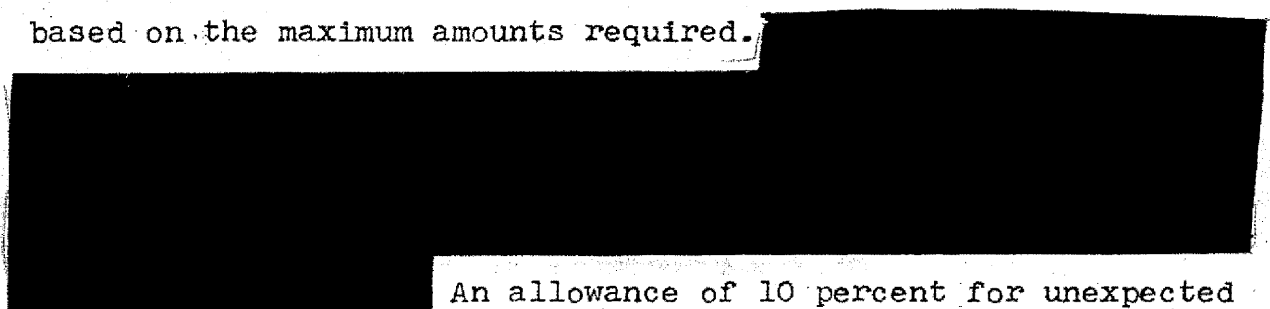 based on the maximum amounts required.
An allowance of 10 percent for unexpected